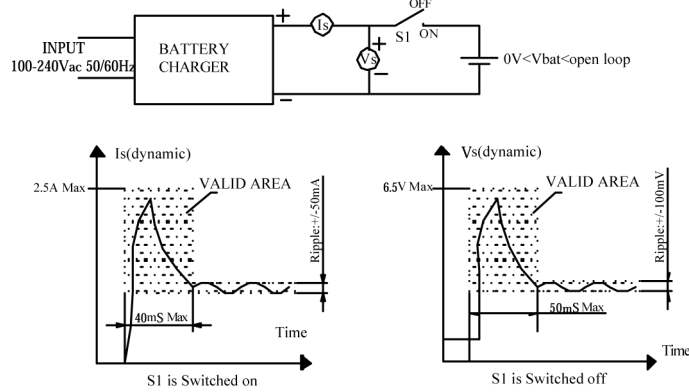 OFF
+
Is
S1
ON
INPUT
100-240Vac 50/60Hz
BATTERY
CHARGER
+
Vs
−
0V<Vbat<open loop
−
Is(dynamic)
2.5A Max
VALID AREA
Ripple:+/-50mA
40mS Max
Time
S1 is Switched on
Vs(dynamic)
6.5V Max
VALID AREA
Ripple:+/-100mV
50mS Max
Time
S1 is Switched off